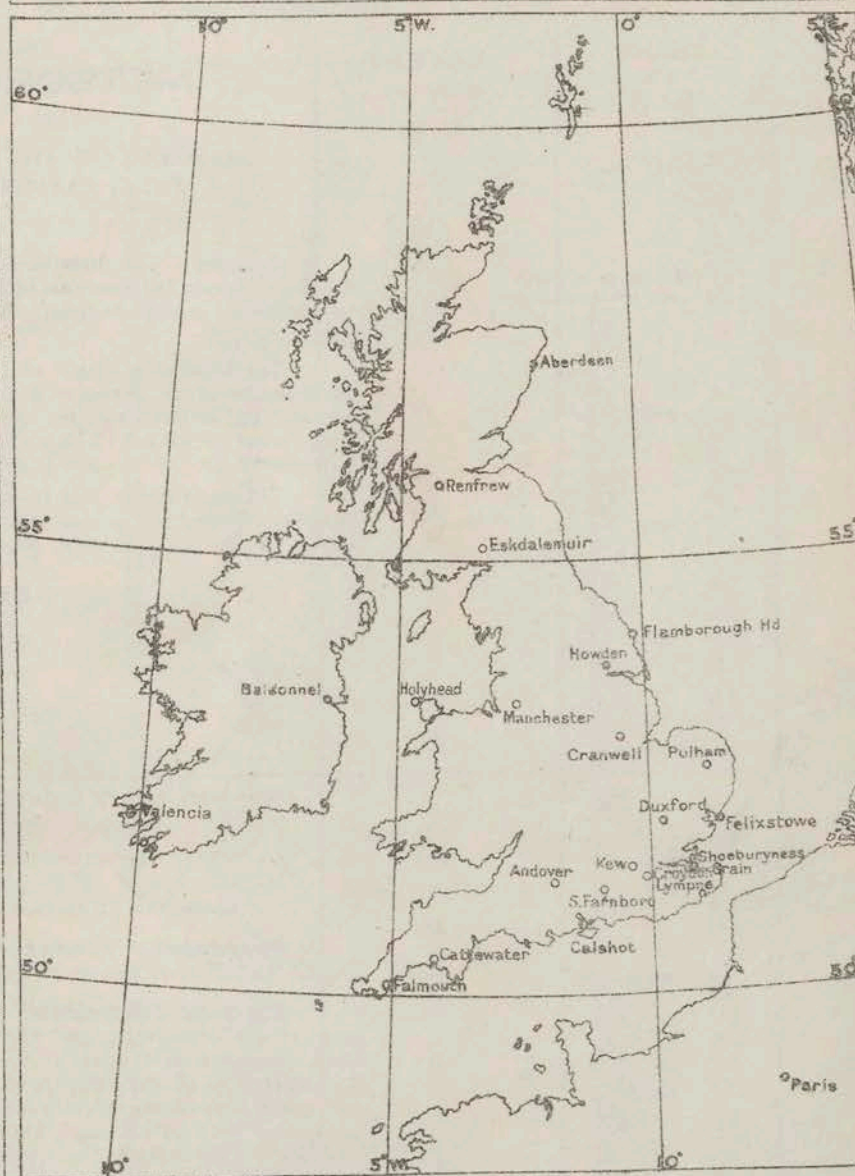 10° 5° W. 0° 5°
60°
Aberdeen
Renfrew
55° 55°
Eskdalemuir
Flamborough Hd
Howden
Baldonnel Holyhead
Manchester
Cranwell Pulham
Valencia Duxford Felixstowe
Shoeburyness
Andover Kew Croydon Grain
Lympne
S. Farnboro
Calshot
Cattewater
50° 50°
Falmouth
Paris
10° 5° W. 0°